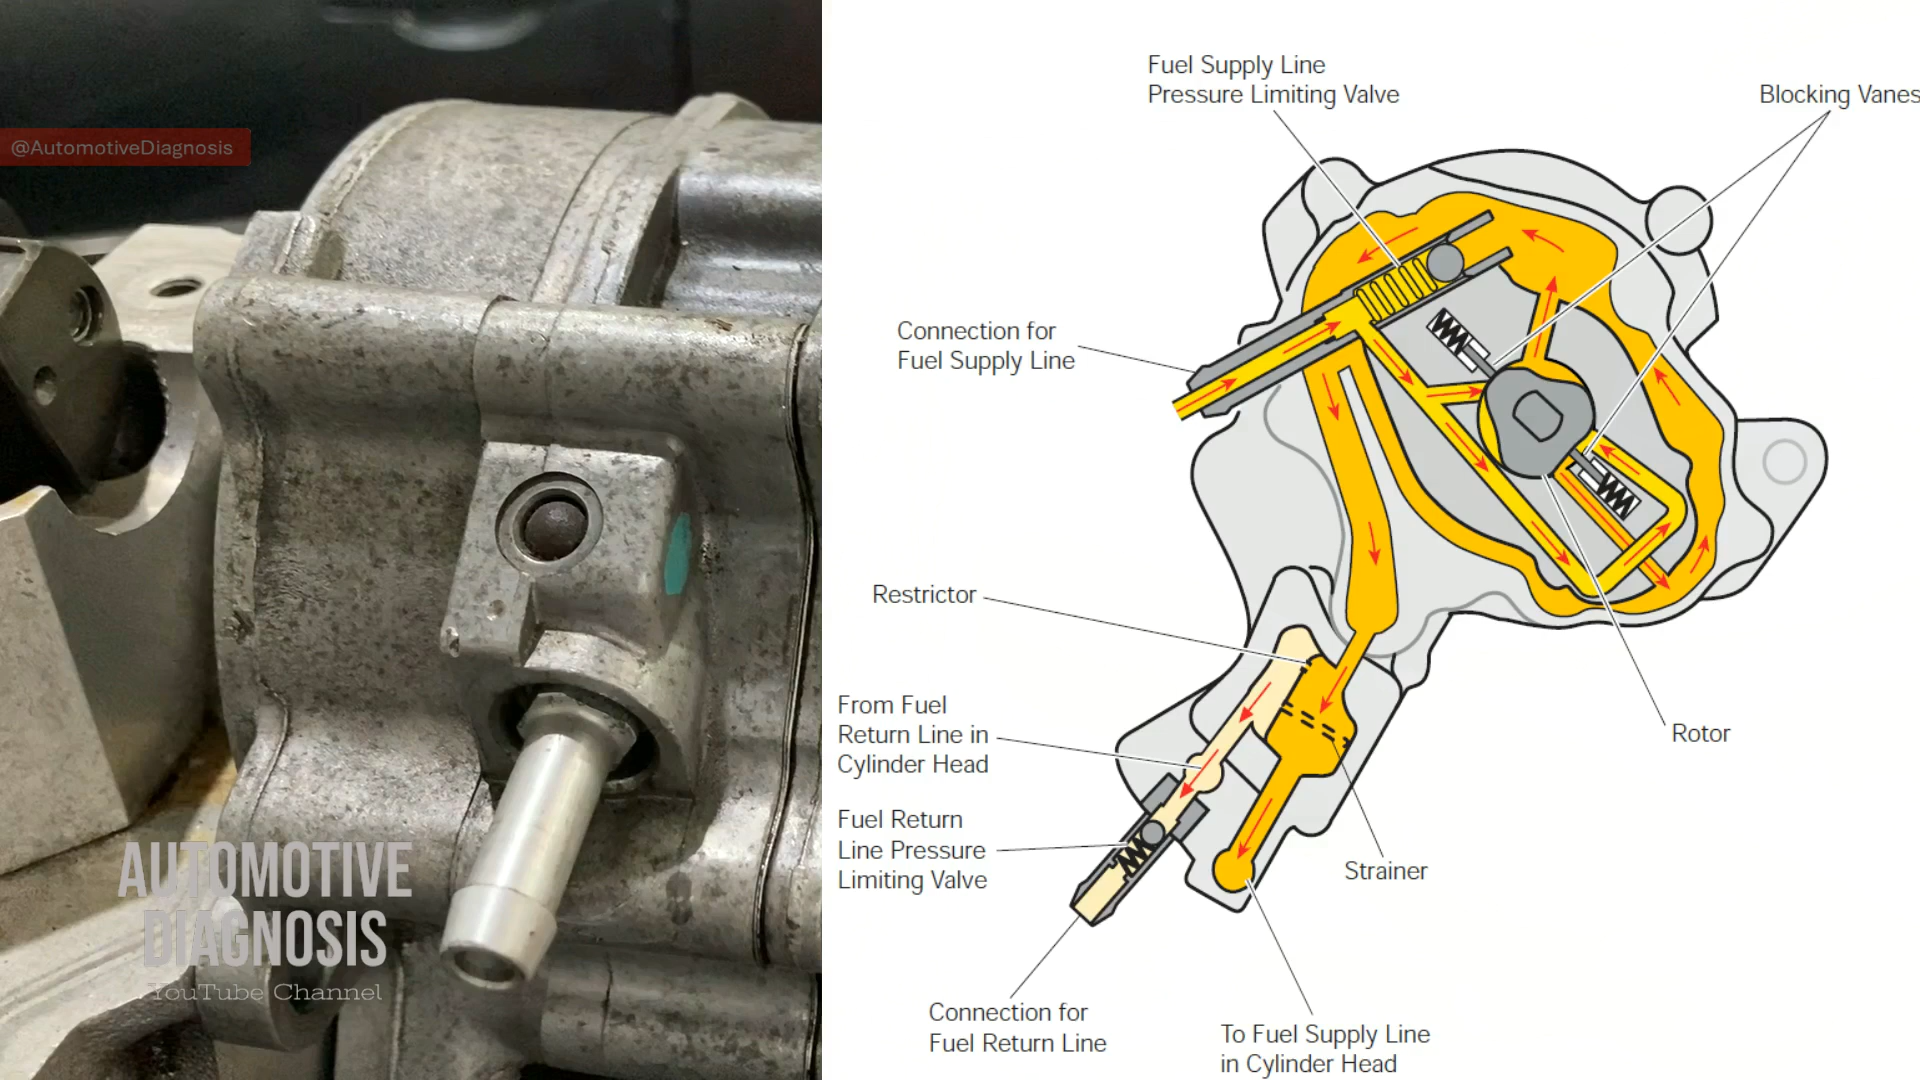 @AutomotiveDiagnosis
AUTOMOTIVE
DIAGNOSIS
YouTube Channel
Fuel Supply Line
Pressure Limiting Valve
Blocking Vanes
Connection for
Fuel Supply Line
Restrictor
From Fuel
Return Line in
Cylinder Head
Rotor
Fuel Return
Line Pressure
Limiting Valve
Strainer
Connection for
Fuel Return Line
To Fuel Supply Line
in Cylinder Head